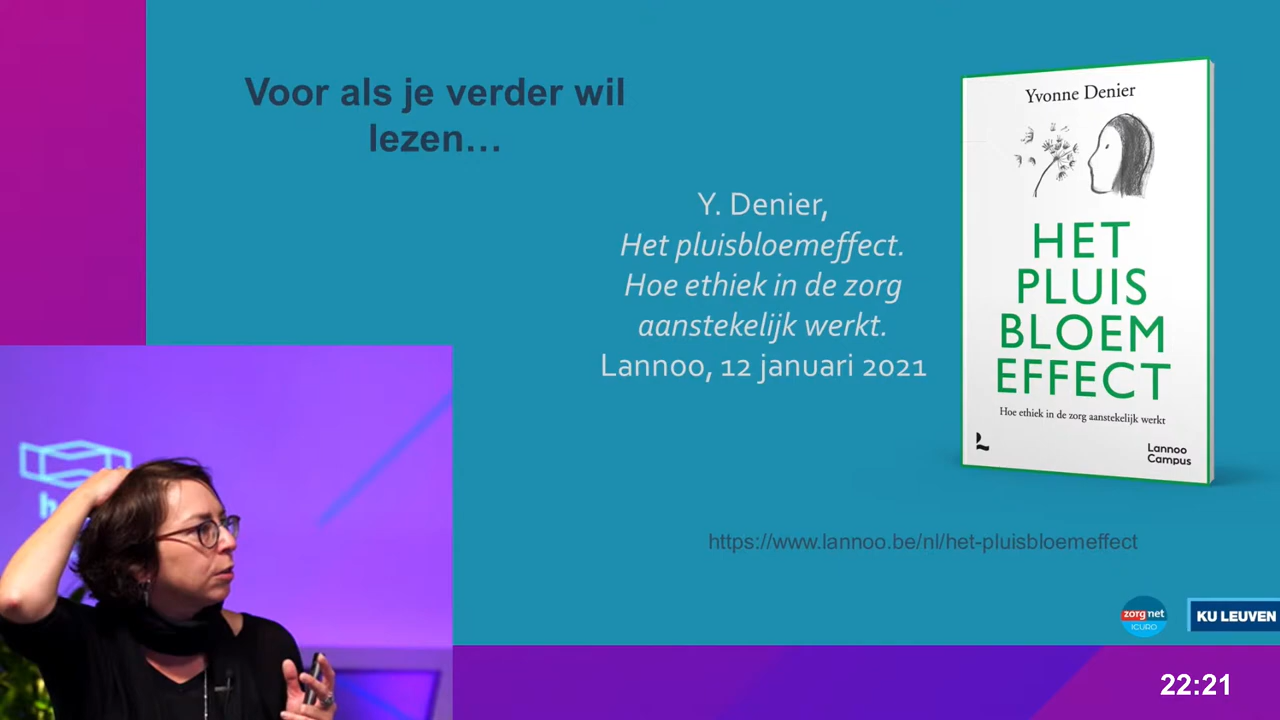 Voor als je verder wil
lezen…
Y. Denier,
Het pluisbloemeffect.
Hoe ethiek in de zorg
aanstekelijk werkt.
Lannoo, 12 januari 2021
Yvonne Denier
HET
PLUIS
BLOEM
EFFECT
Hoe ethiek in de zorg aanstekelijk werkt
Lannoo
Campus
https://www.lannoo.be/nl/het-pluisbloemeffect
zorgnet
ICURO
KU LEUVEN
22:21